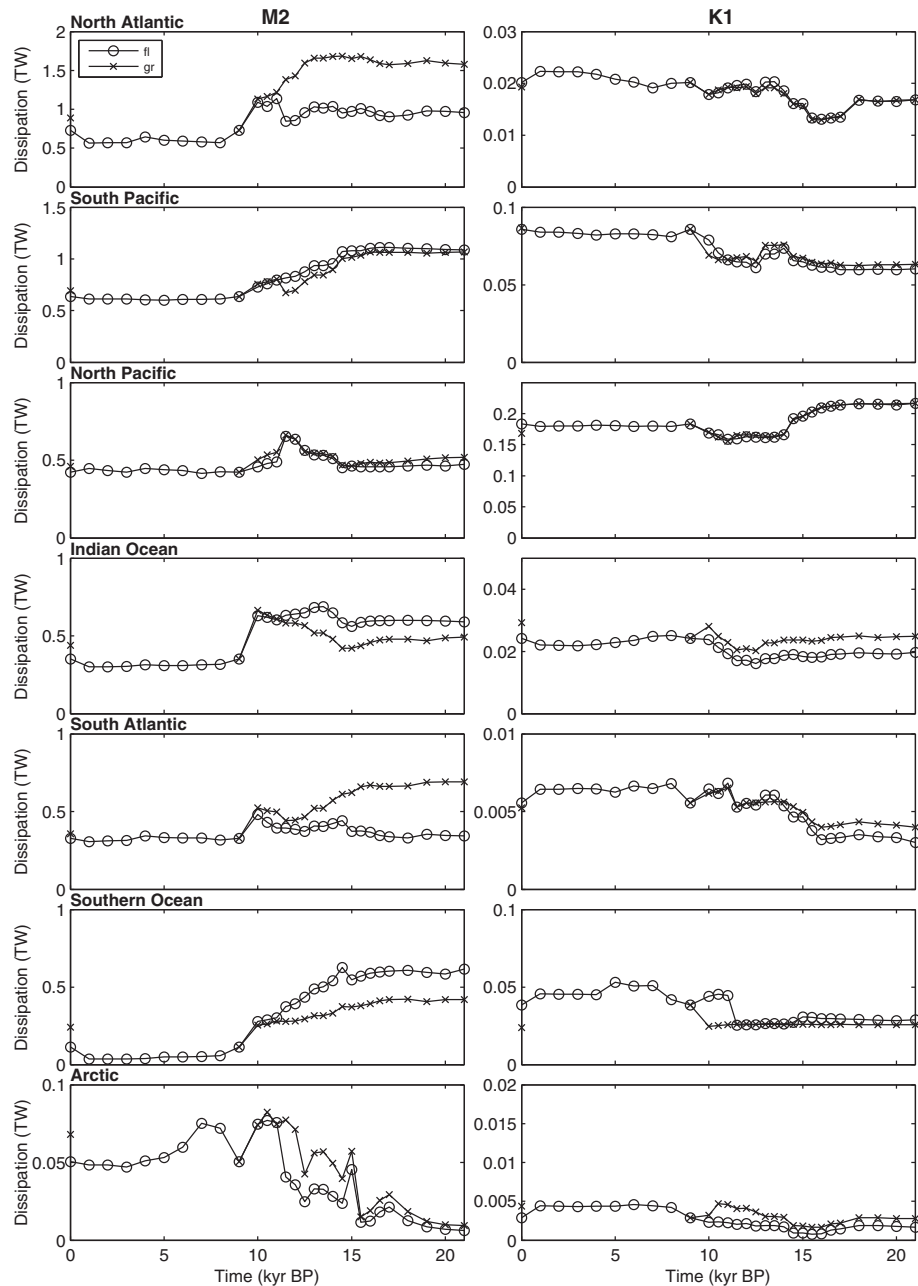 M2
K1
North Atlantic
Dissipation (TW)
2
1.5
1
0.5
0
fl
gr
0.03
0.02
0.01
0
South Pacific
Dissipation (TW)
1.5
1
0.5
0
0.1
0.05
0
North Pacific
Dissipation (TW)
1
0.5
0
0.2
0.15
0.1
0.05
0
Indian Ocean
Dissipation (TW)
1
0.5
0
0.04
0.02
0
South Atlantic
Dissipation (TW)
1
0.5
0
0.01
0.005
0
Southern Ocean
Dissipation (TW)
1
0.5
0
0.1
0.05
0
Arctic
Dissipation (TW)
0.1
0.05
0
0.02
0.015
0.01
0.005
0
0 5 10 15 20
0 5 10 15 20
Time (kyr BP)
Time (kyr BP)